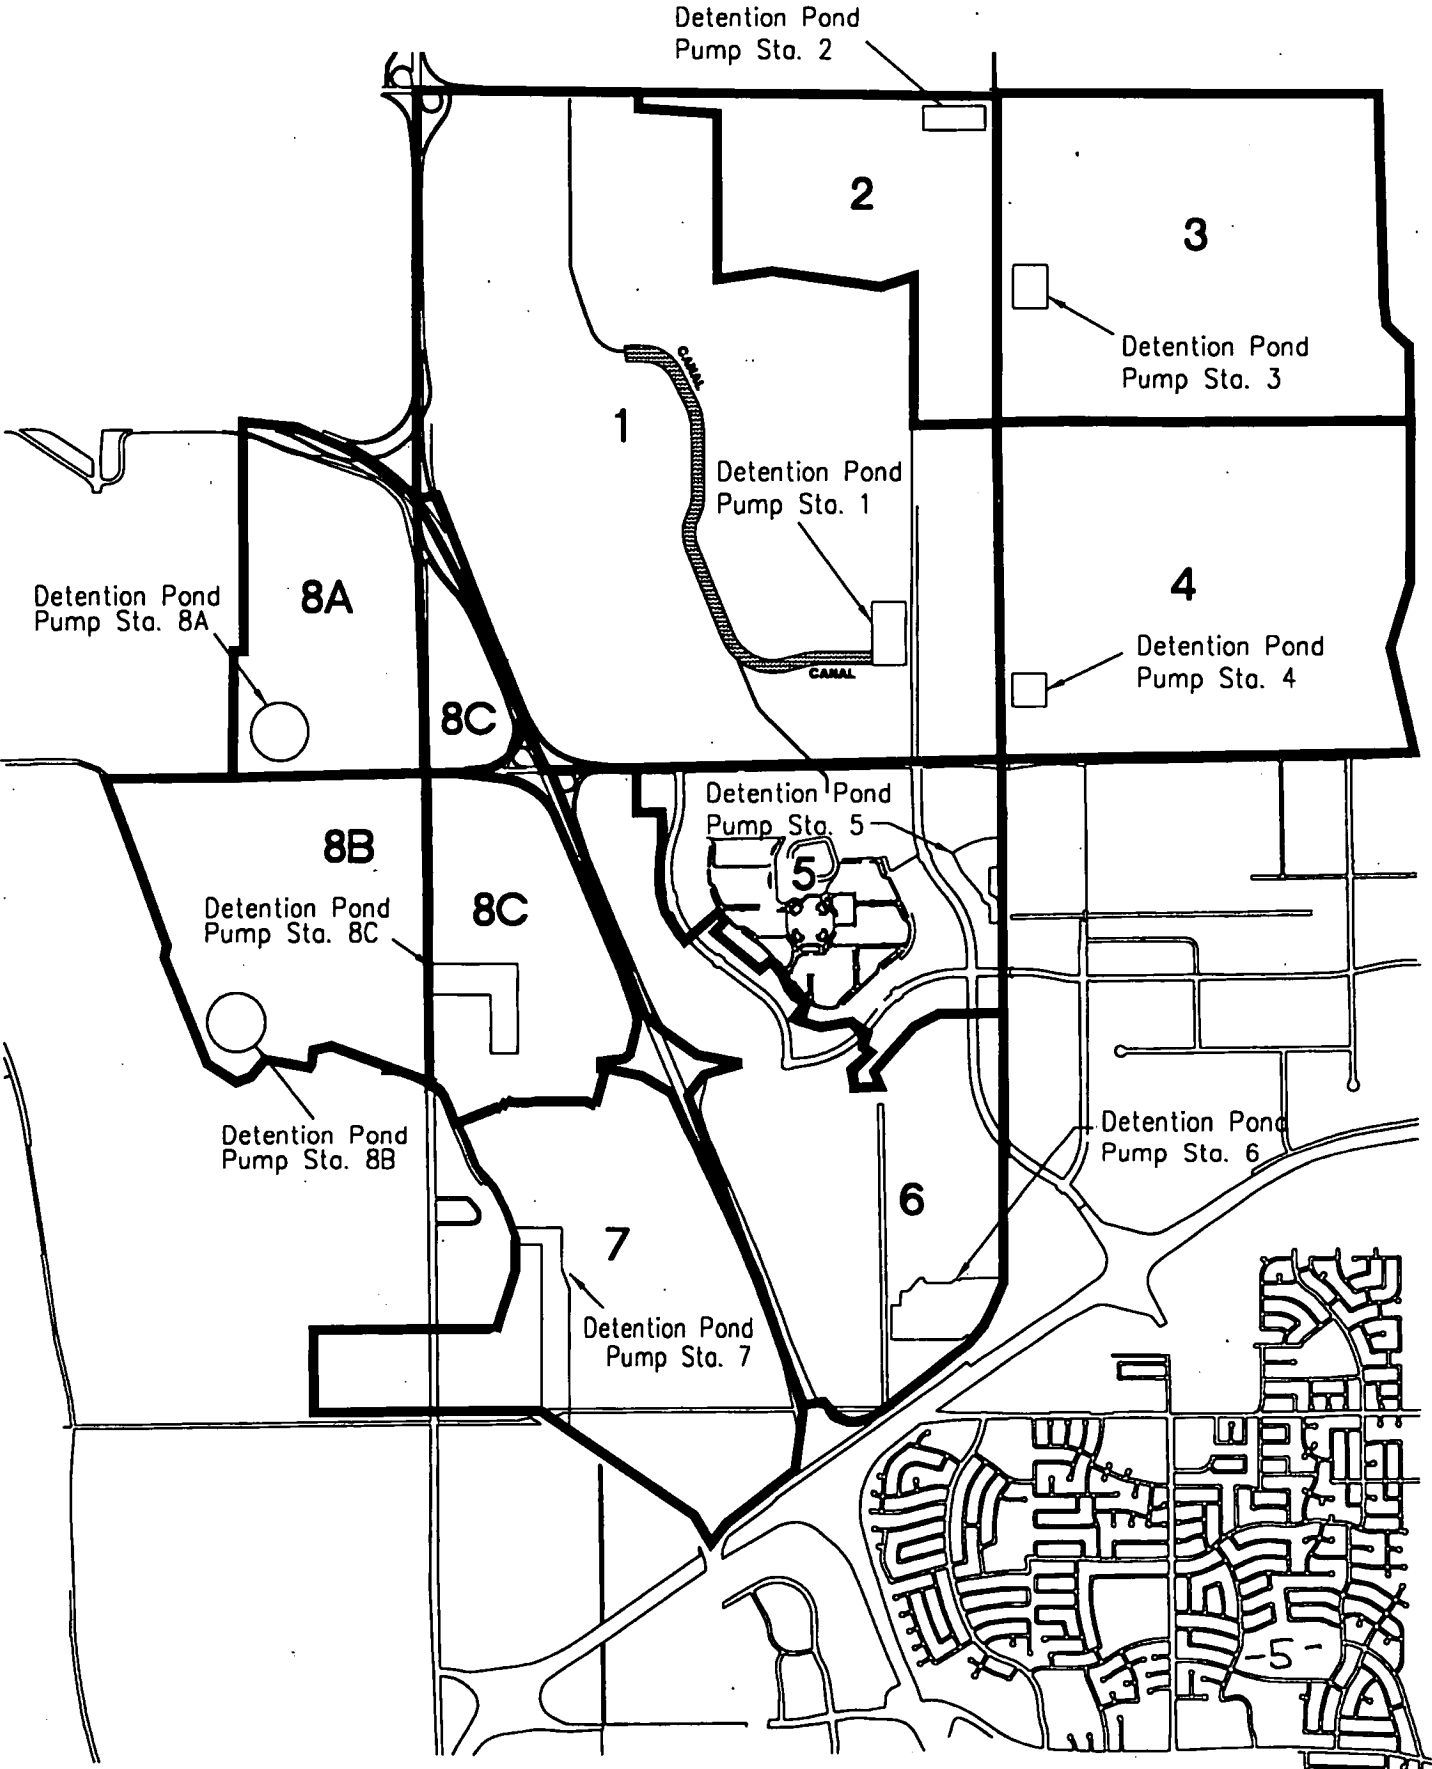 Detention Pond
Pump Sta. 2
2
3
Detention Pond
Pump Sta. 3
CANAL
1
Detention Pond
Pump Sta. 1
4
8A
Detention Pond
Pump Sta. 8A
Detention Pond
Pump Sta. 4
CANAL
8C
Detention Pond
Pump Sta. 5
8B
5
8C
Detention Pond
Pump Sta. 8C
Detention Pond
Pump Sta. 8B
Detention Pond
Pump Sta. 6
6
7
Detention Pond
Pump Sta. 7
-5-